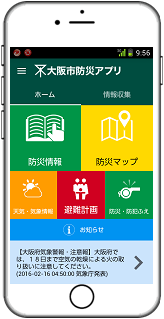 9:56
大阪市防災アプリ
ホーム 情報収集
防災情報 防災マップ
天気・気象情報 避難計画 防災・防犯ふえ
お知らせ
【大阪府気象警報・注意報】大阪府で
は、１８日まで空気の乾燥による火の取
り扱いに注意してください。
(2016-02-16 04:50:00 気象庁発表)